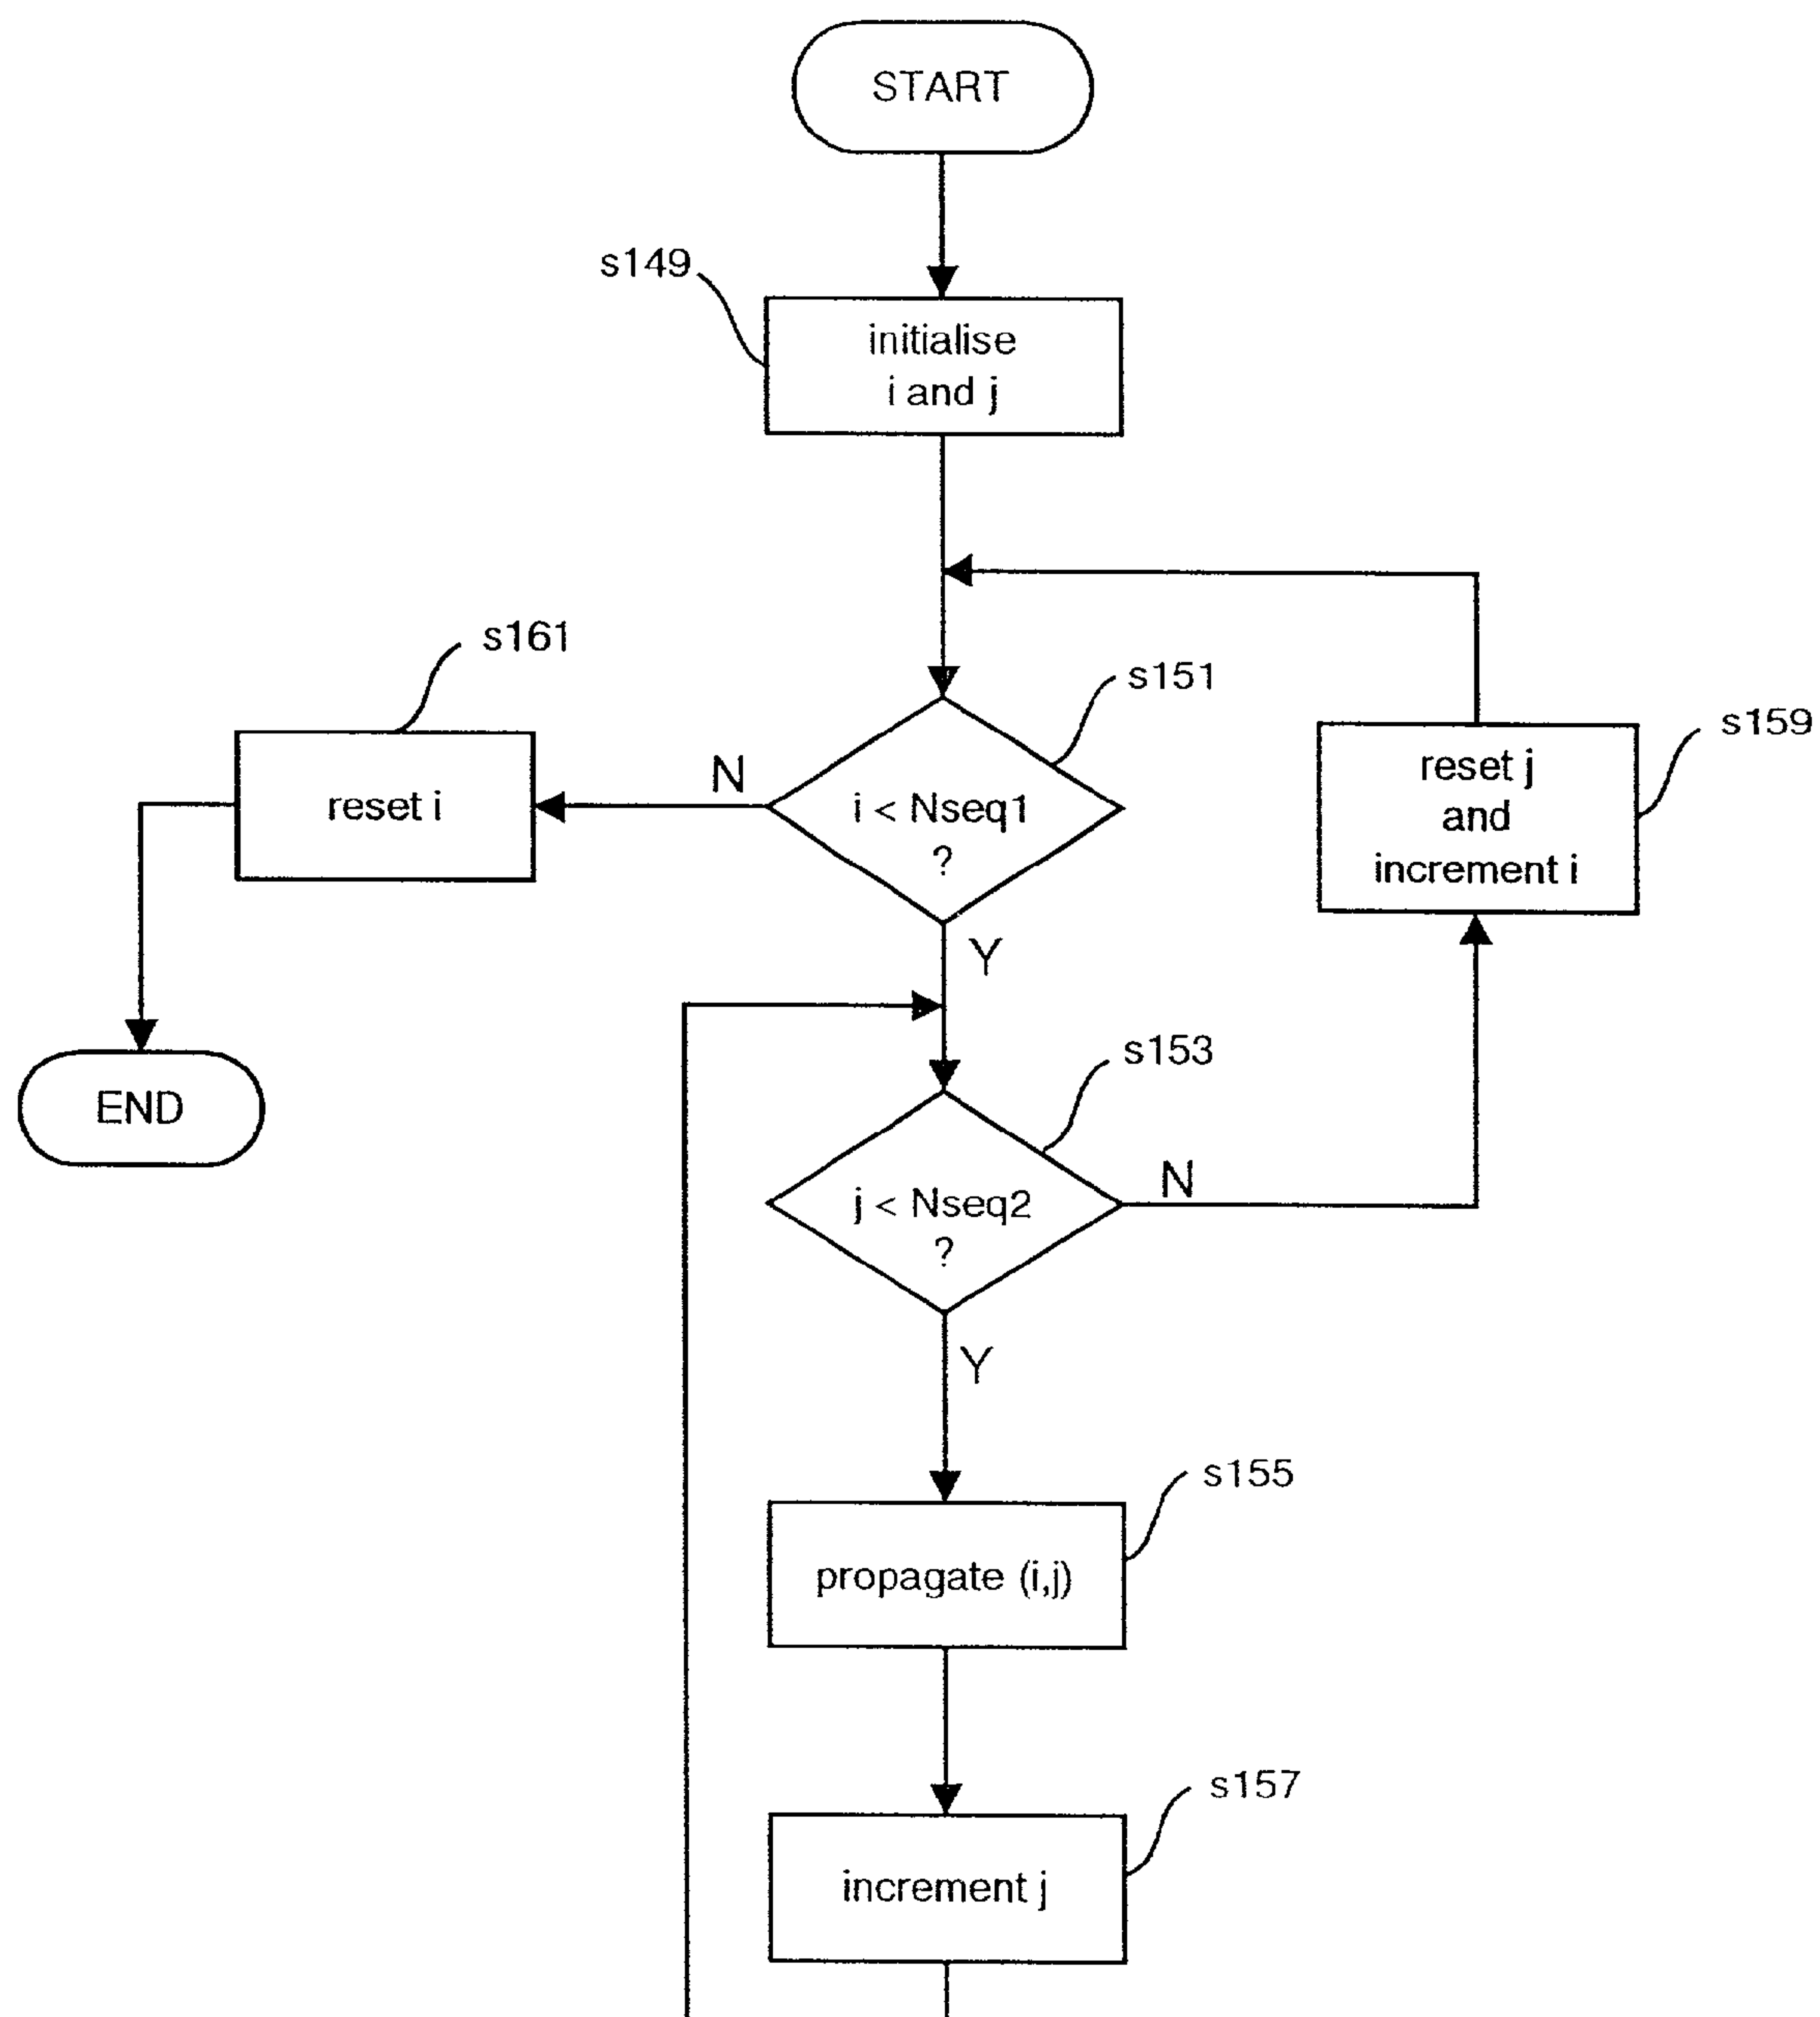 START
s149
initialise
i and j
s161
s151
s159
reset i
N
i < Nseq1
?
reset j
and
increment i
Y
END
s153
j < Nseq2
?
N
Y
s155
propagate (i,j)
s157
increment j